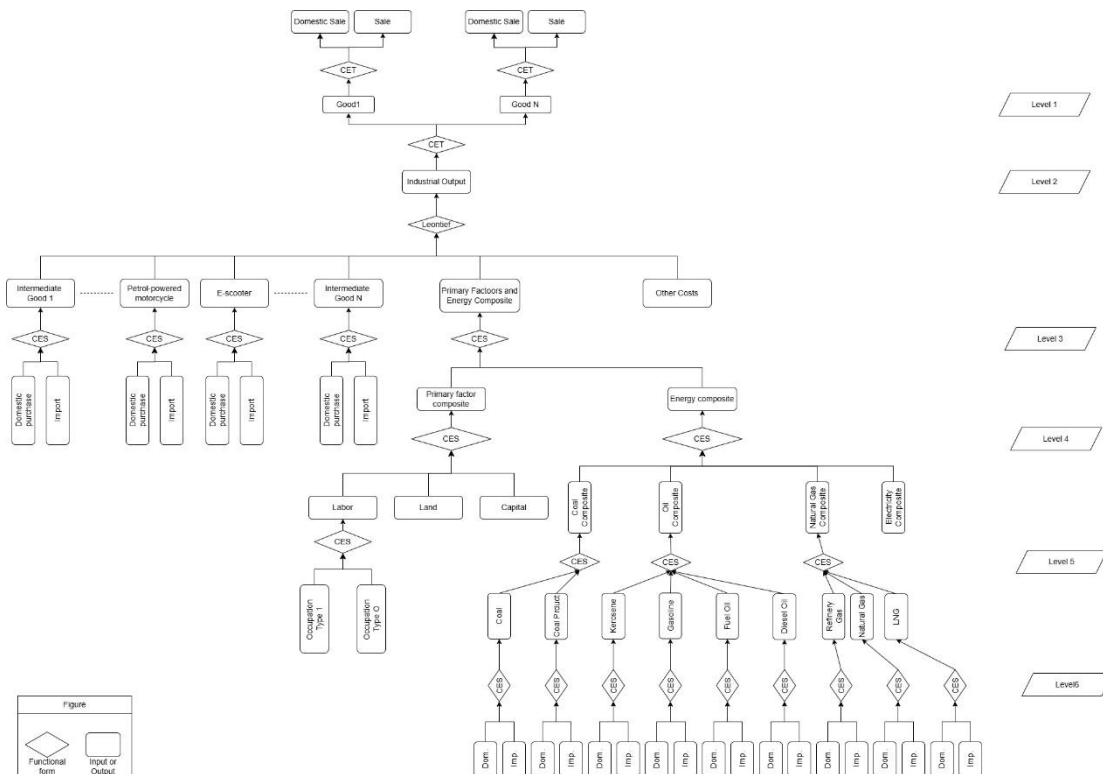 Domestic Sale
Sale
Domestic Sale
Sale
CET
CET
Good1
Good N
Level 1
CET
Industrial Output
Level 2
Leontief
Intermediate
Good 1
Petrol-powered
motorcycle
E-scooter
Intermediate
Good N
Primary Factoors and
Energy Composite
Other Costs
CES
CES
CES
CES
CES
Level 3
Domestic
purchase
Import
Domestic
purchase
Import
Domestic
purchase
Import
Domestic
purchase
Import
Primary factor
composite
Energy composite
CES
CES
Level 4
Labor
Land
Capital
Coal
Composite
Oil
Composite
Natural Gas
Composite
Electricity
Composite
CES
CES
CES
CES
Level 5
Occupation
Type 1
Occupation
Type O
Coal
Coal Protuct
Kerosene
Gasoline
Fuel Oil
Diesel Oil
Refinery
Gas
Natural Gas
LNG
CES
CES
CES
CES
CES
CES
CES
CES
CES
Level6
Dom.
Imp.
Dom.
Imp.
Dom.
Imp.
Dom.
Imp.
Dom.
Imp.
Dom.
Imp.
Dom.
Imp.
Dom.
Imp.
Dom.
Imp.
Figure
Functional
form
Input or
Output